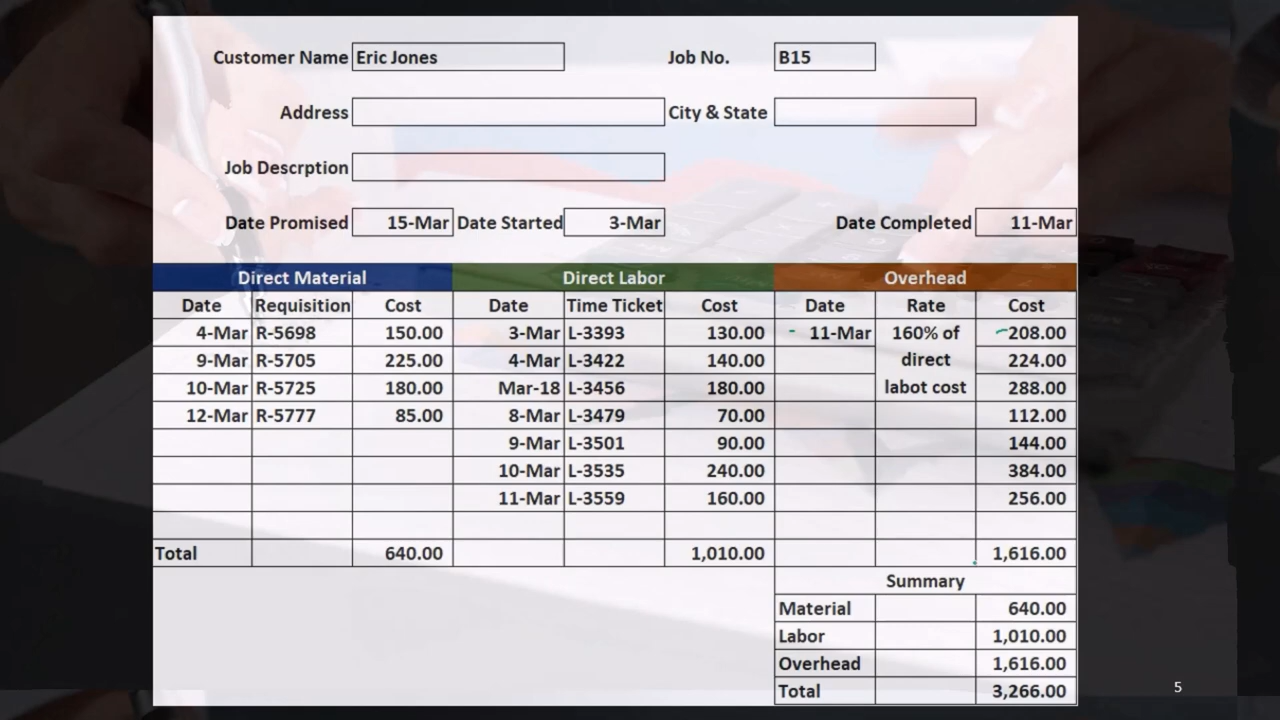 Customer Name Eric Jones Job No. B15
Address City & State
Job Descrption
Date Promised 15-Mar Date Started 3-Mar Date Completed 11-Mar
Direct Material Direct Labor Overhead
Date Requisition Cost Date Time Ticket Cost Date Rate Cost
4-Mar R-5698 150.00 3-Mar L-3393 130.00 11-Mar 160% of 208.00
9-Mar R-5705 225.00 4-Mar L-3422 140.00 direct 224.00
10-Mar R-5725 180.00 Mar-18 L-3456 180.00 labot cost 288.00
12-Mar R-5777 85.00 8-Mar L-3479 70.00 112.00
9-Mar L-3501 90.00 144.00
10-Mar L-3535 240.00 384.00
11-Mar L-3559 160.00 256.00
Total 640.00 1,010.00 1,616.00
Summary
Material 640.00
Labor 1,010.00
Overhead 1,616.00
Total 3,266.00
5